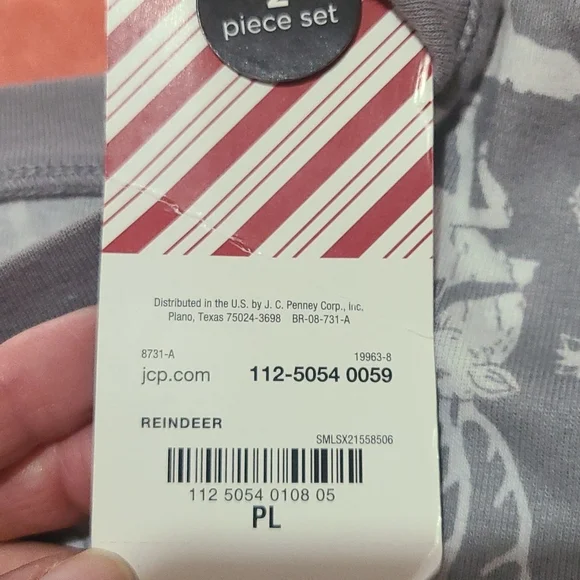 2
piece set
Distributed in the U.S. by J. C. Penney Corp., Inc.
Plano, Texas 75024-3698 BR-08-731-A
8731-A 19963-8
jcp.com 112-5054 0059
REINDEER
SMLSX21558506
112 5054 0108 05
PL